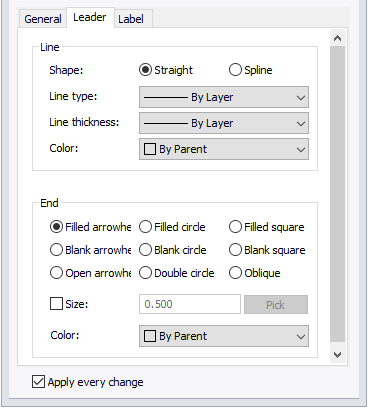 General Leader Label
Line
Shape: Straight Spline
Line type: By Layer
Line thickness: By Layer
Color: By Parent
End
Filled arrowhe Filled circle Filled square
Blank arrowhe Blank circle Blank square
Open arrowhe Double circle Oblique
Size: 0.500 Pick
Color: By Parent
Apply every change